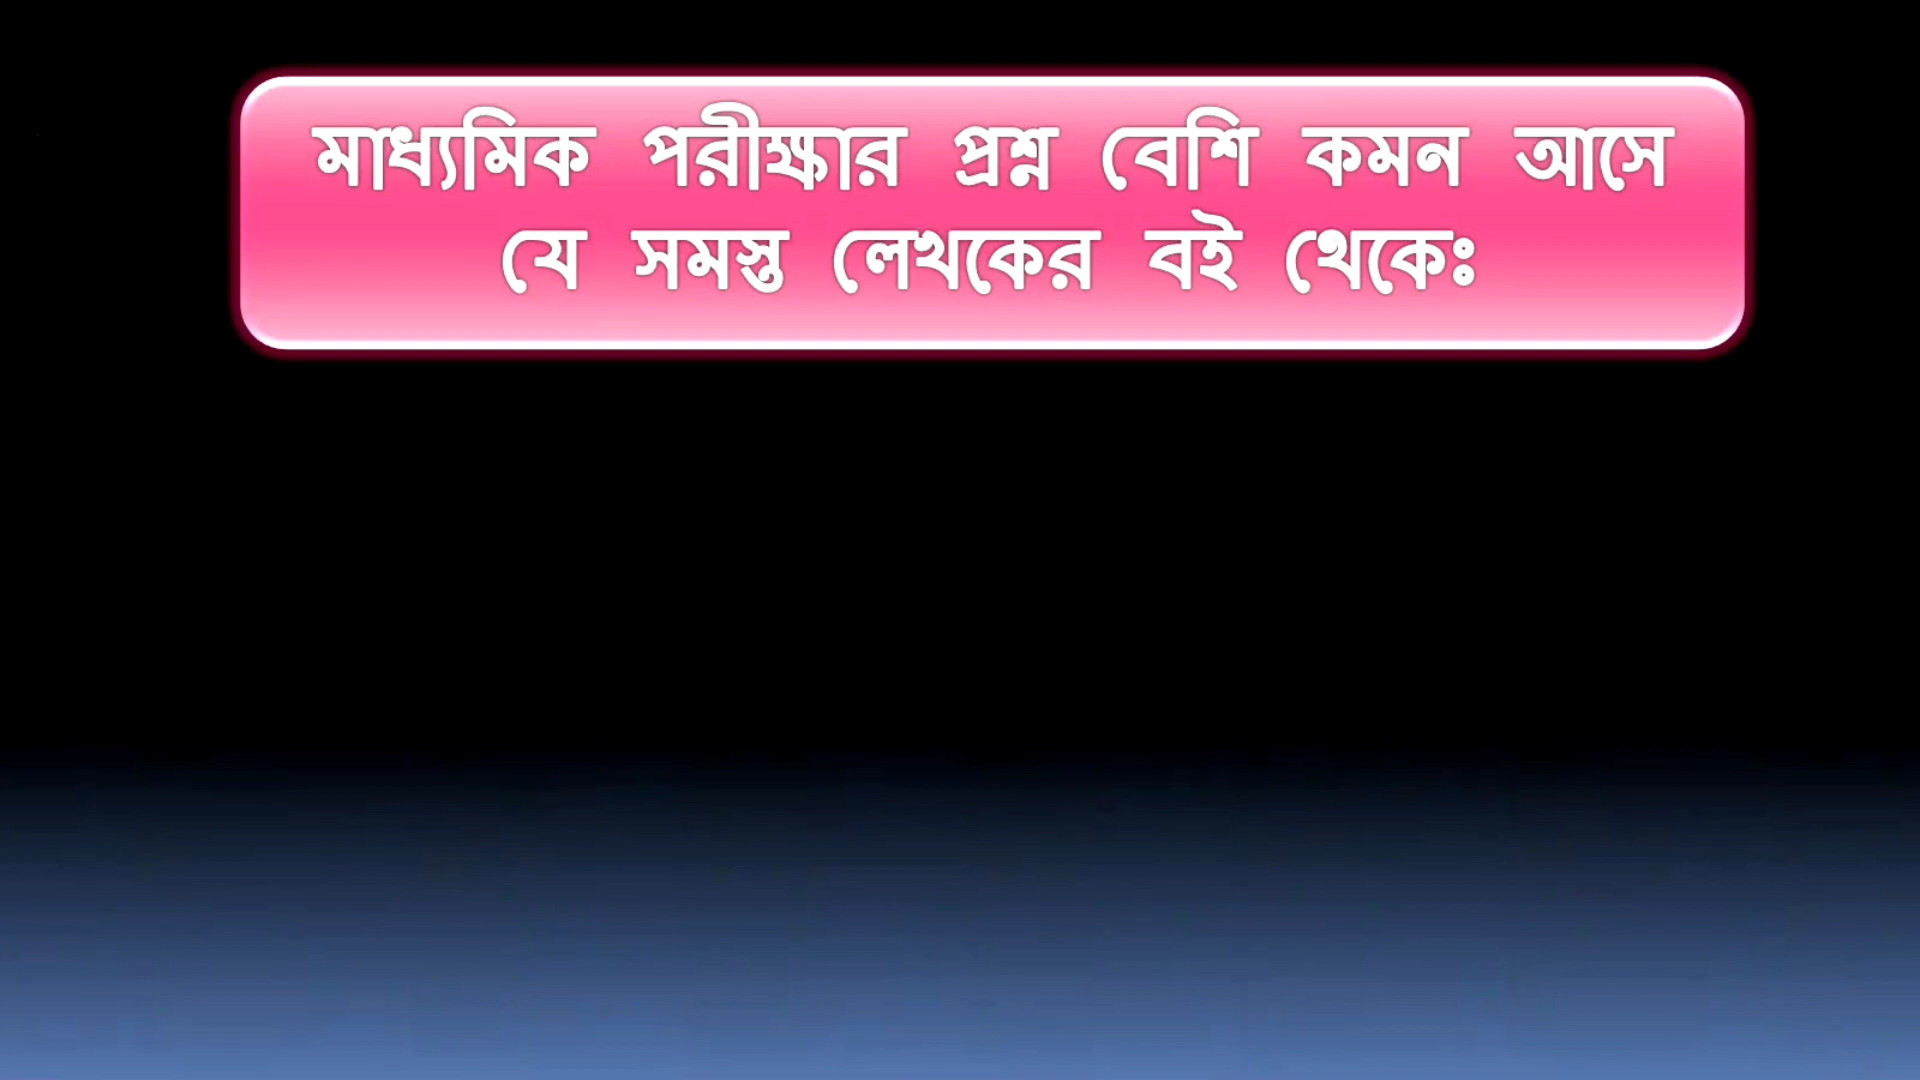 মাধ্যমিক পরীক্ষার প্রশ্ন বেশি কমন আসে
যে সমস্ত লেখকের বই থেকেঃ